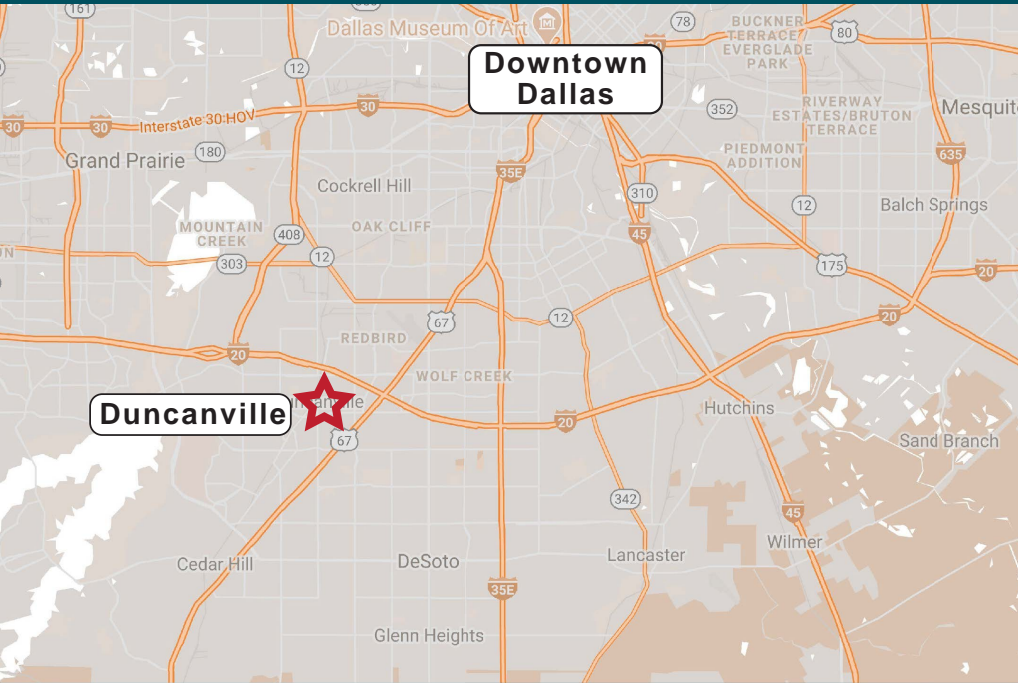 161
78
BUCKNER
TERRACE
EVERGLADE
PARK
80
Dallas Museum Of Art
Downtown
Dallas
12
30
352
RIVERWAY
ESTATES/BRUTON
TERRACE
Mesquit
30
30
Interstate 30 HOV
180
Grand Prairie
PIEDMONT
ADDITION
635
35E
Cockrell Hill
310
12
Balch Springs
MOUNTAIN
CREEK
OAK CLIFF
408
45
303
12
175
20
67
12
20
REDBIRD
20
WOLF CREEK
Duncanville
67
20
Hutchins
Sand Branch
342
45
Wilmer
Cedar Hill
DeSoto
Lancaster
35E
Glenn Heights